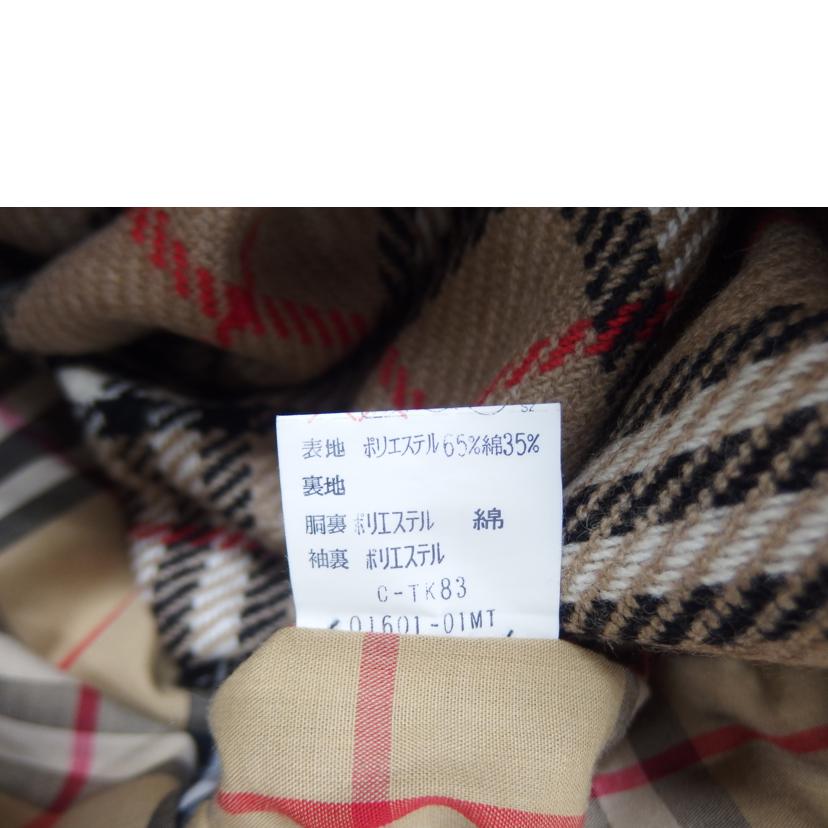 表地 ポリエステル65%綿35%
裏地
胴裏 ポリエステル 綿
袖裏 ポリエステル
C-TK83
01601-01MT